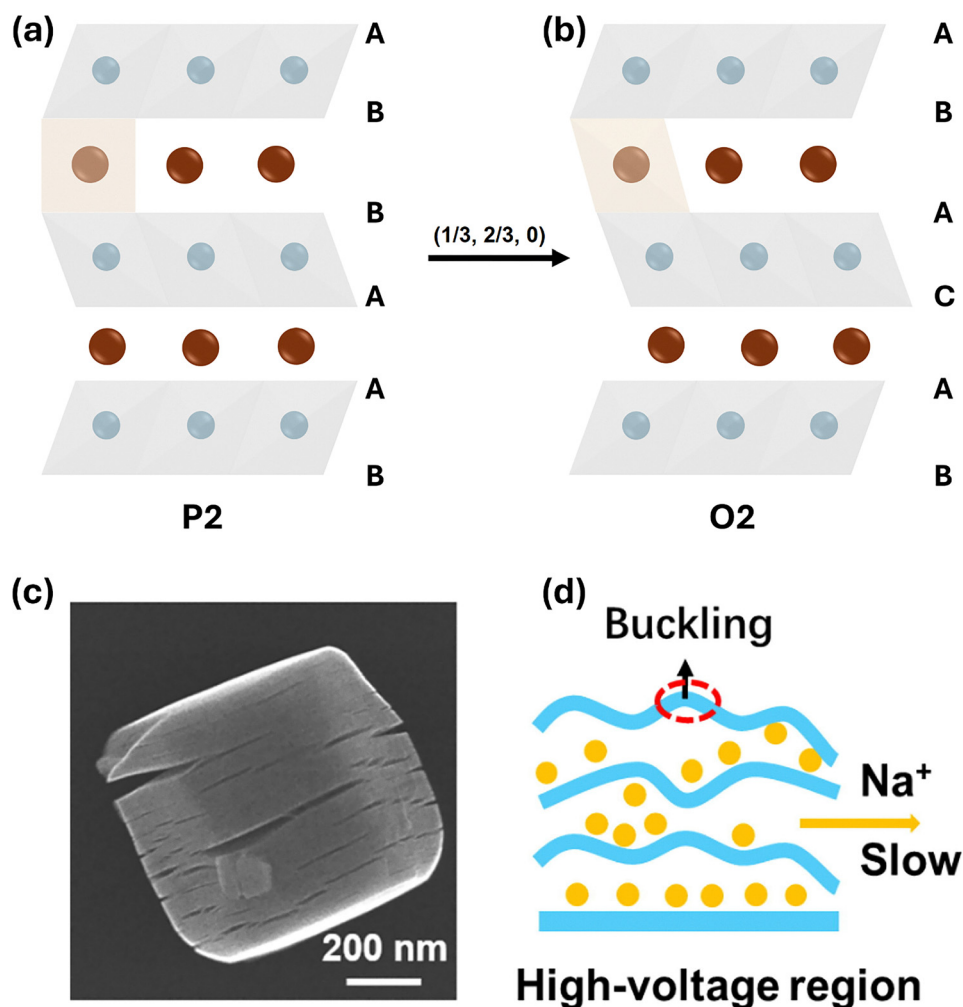 (a)
A
B
B
A
A
B
P2
(1/3, 2/3, 0)
(b)
A
B
A
C
A
B
O2
(c)
200 nm
(d)
Buckling
Na⁺
Slow
High-voltage region